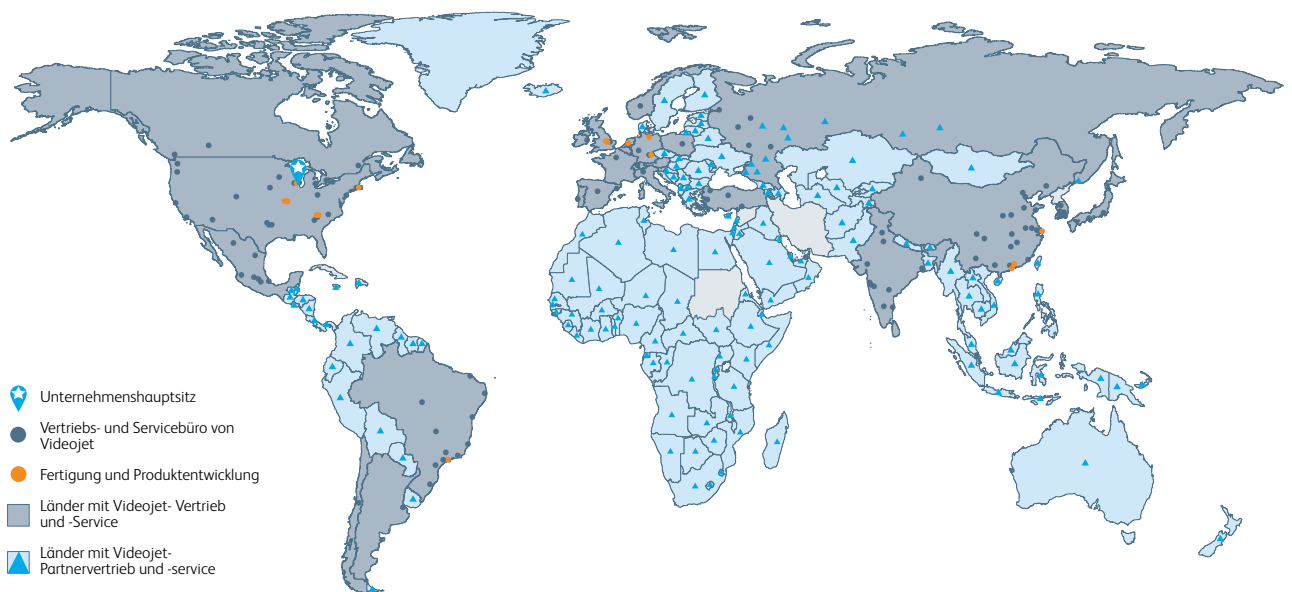 Unternehmenshauptsitz
Vertriebs- und Servicebüro von
Videojet
Fertigung und Produktentwicklung
Länder mit Videojet- Vertrieb
und -Service
Länder mit Videojet-
Partnervertrieb und -service